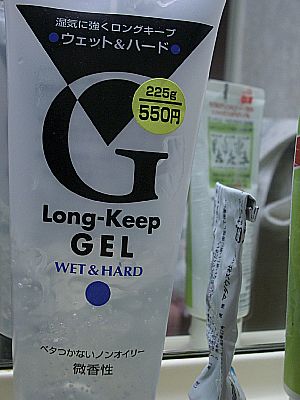 湿気に強くロングキープ
ウェット&ハード
G
225g
550円
Long-Keep
GEL
WET & HARD
ベタつかないノンオイリー
微香性